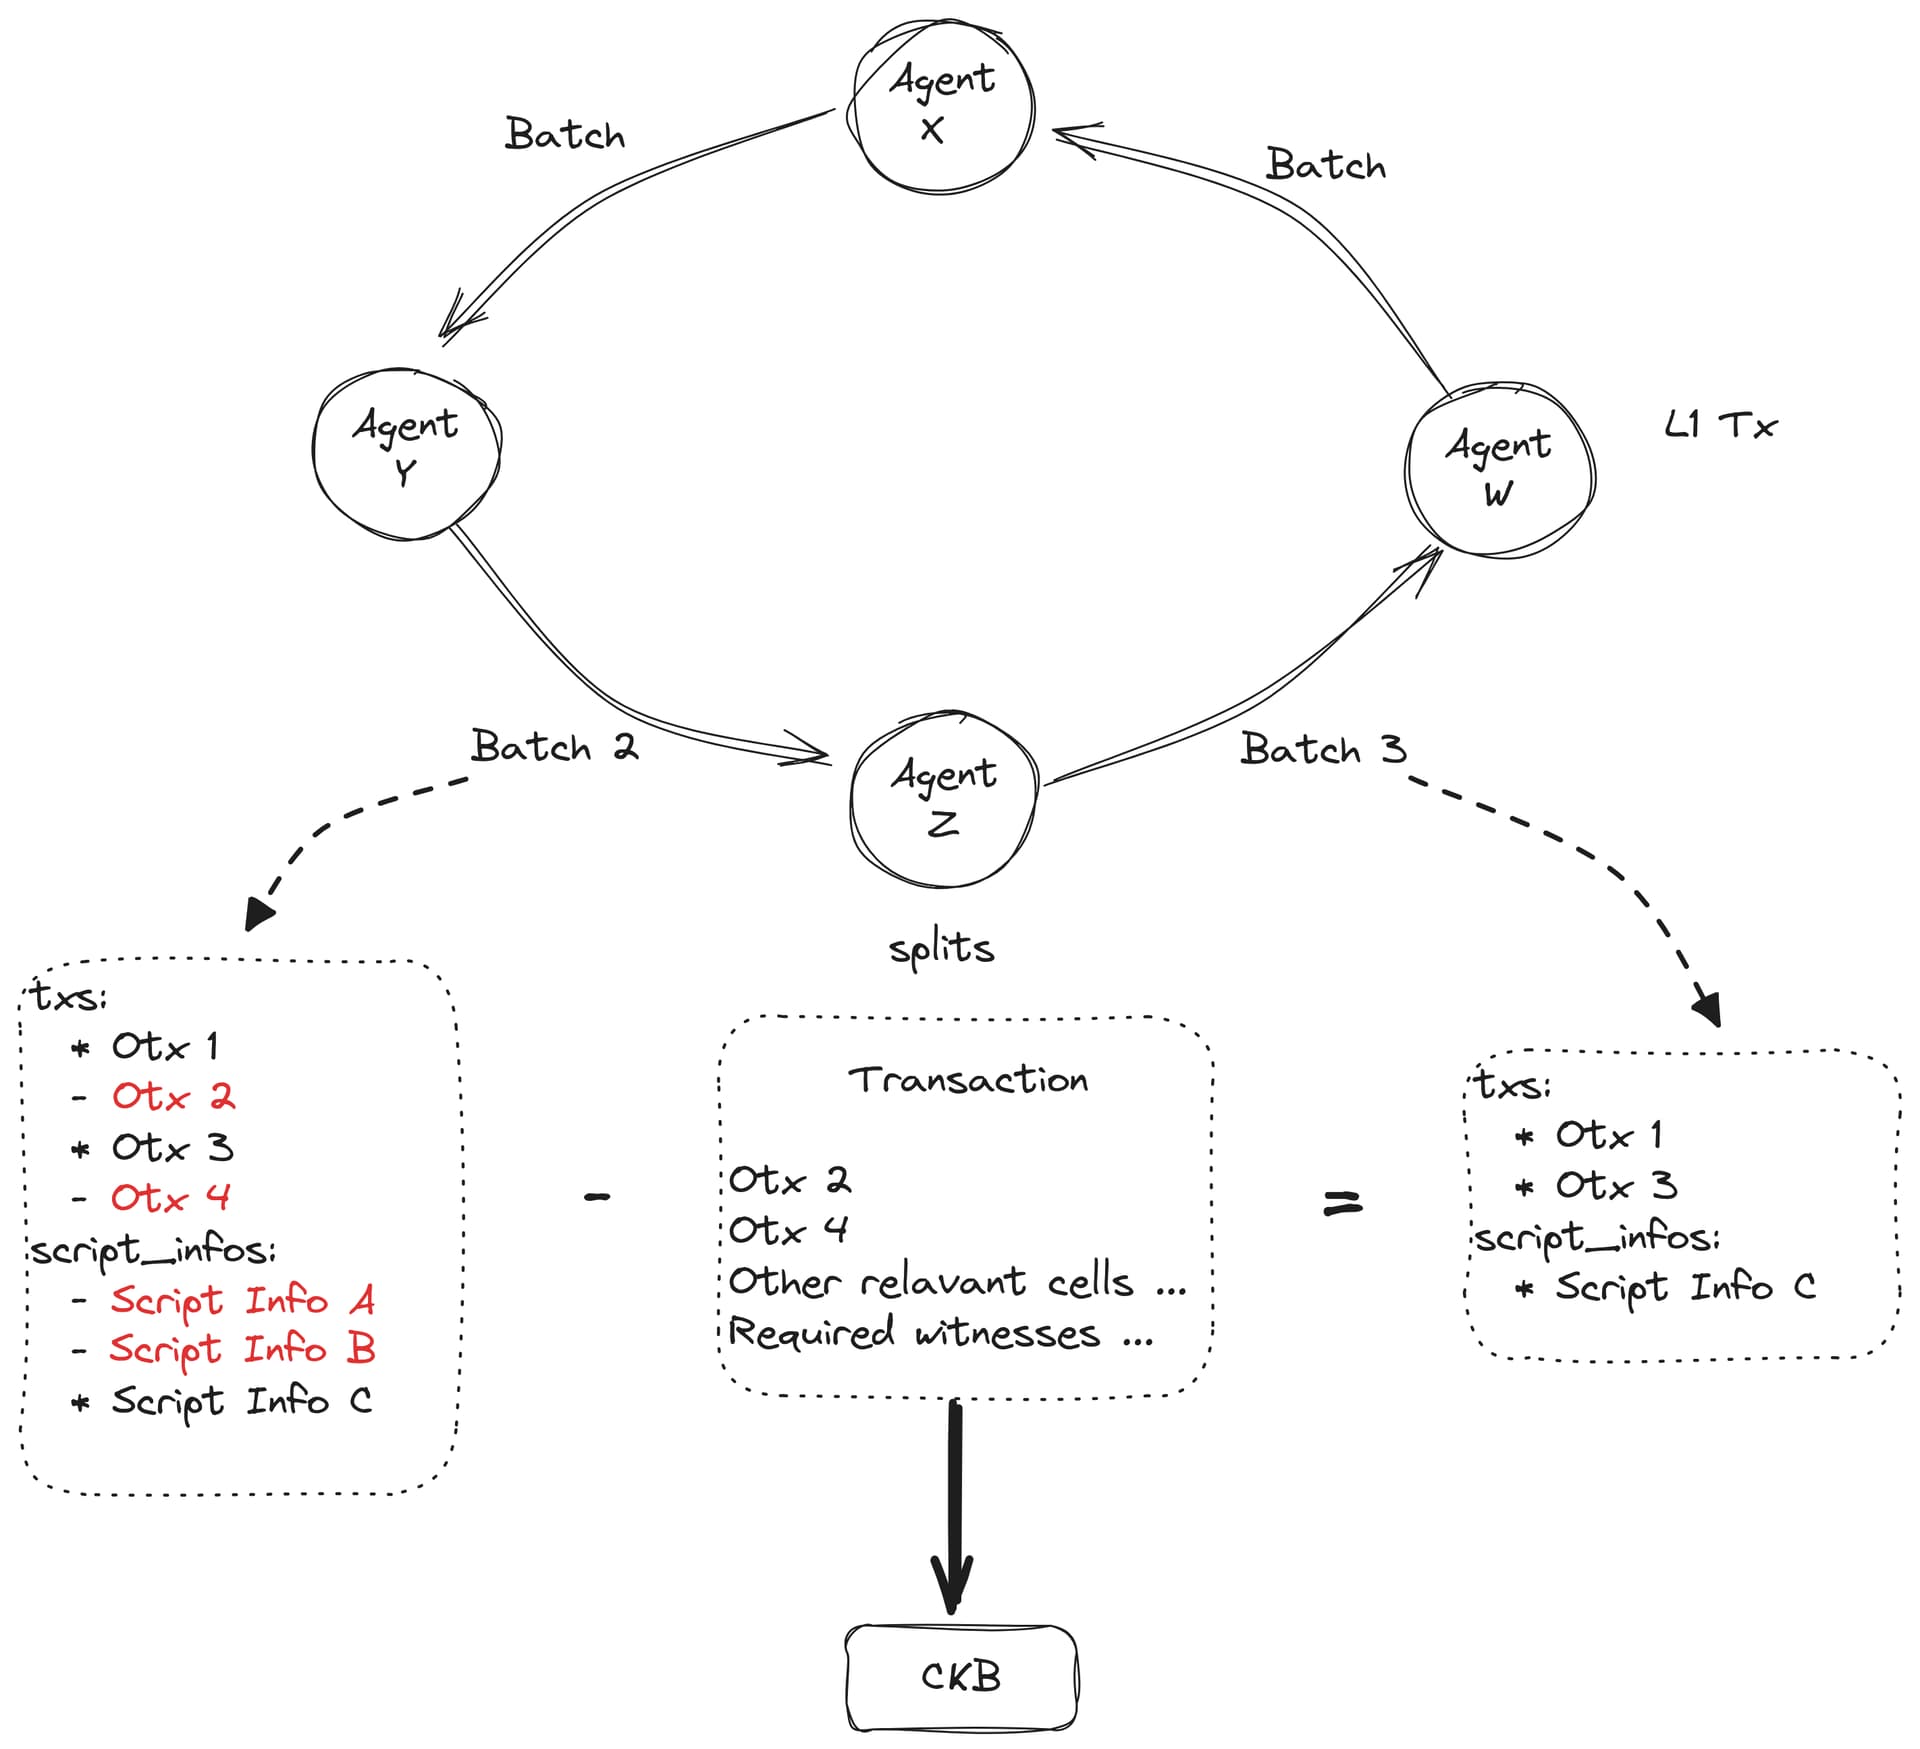 Agent
X
Batch
Batch
Agent
Y
Agent
W
L1 Tx
Batch 2
Agent
Z
Batch 3
splits
txs:
* Otx 1
- Otx 2
* Otx 3
- Otx 4
script_infos:
- Script Info A
- Script Info B
* Script Info C
-
Transaction
Otx 2
Otx 4
Other relavant cells ...
Required witnesses ...
=
txs:
* Otx 1
* Otx 3
script_infos:
* Script Info C
CKB